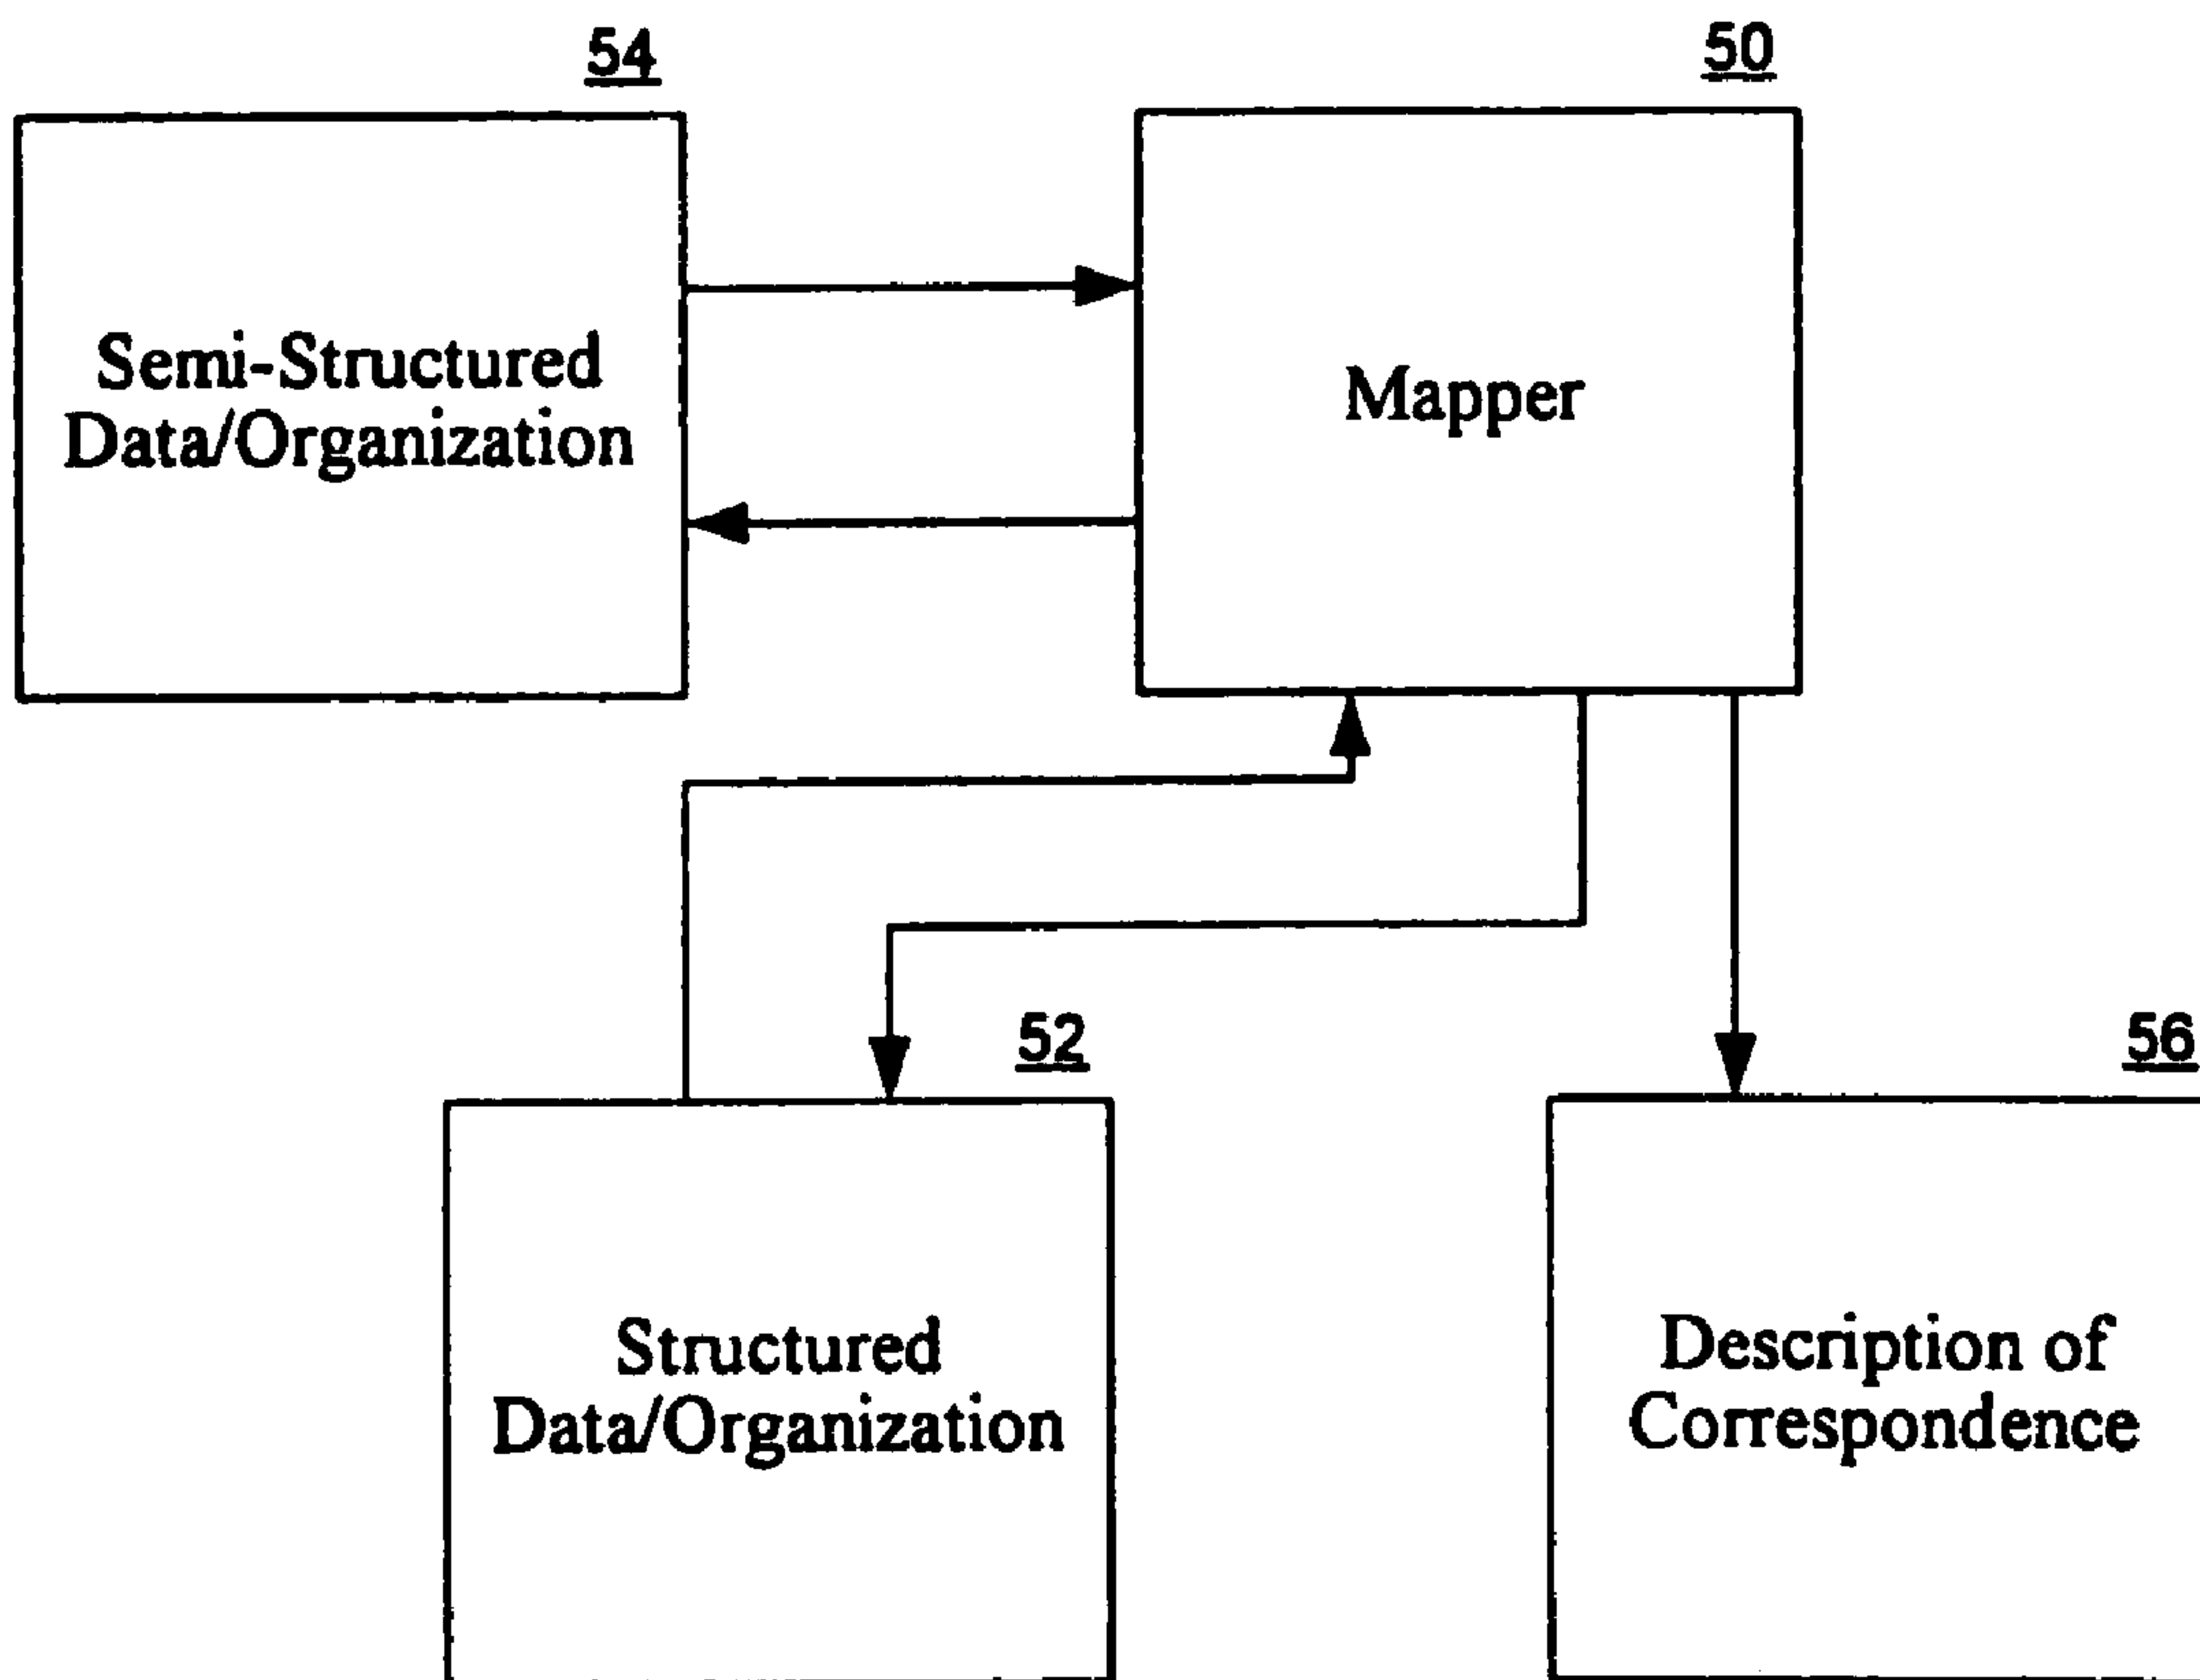 54
50
Semi-Structured
Data/Organization
Mapper
52
56
Structured
Data/Organization
Description of
Correspondence